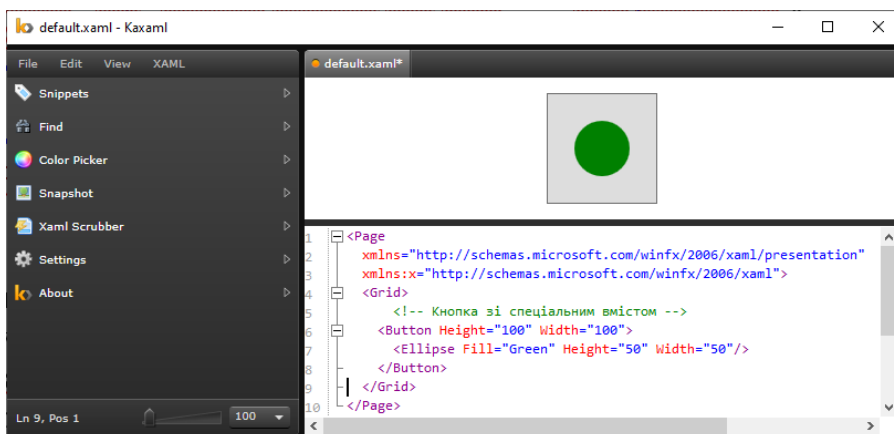 default.xaml - Kaxaml
File Edit View XAML
Snippets
Find
Color Picker
Snapshot
Xaml Scrubber
Settings
About
Ln 9, Pos 1
100
default.xaml*
1 <Page
2 xmlns="http://schemas.microsoft.com/winfx/2006/xaml/presentation"
3 xmlns:x="http://schemas.microsoft.com/winfx/2006/xaml">
4 <Grid>
5 <!-- Кнопка зі спеціальним вмістом -->
6 <Button Height="100" Width="100">
7 <Ellipse Fill="Green" Height="50" Width="50"/>
8 </Button>
9 </Grid>
10 </Page>